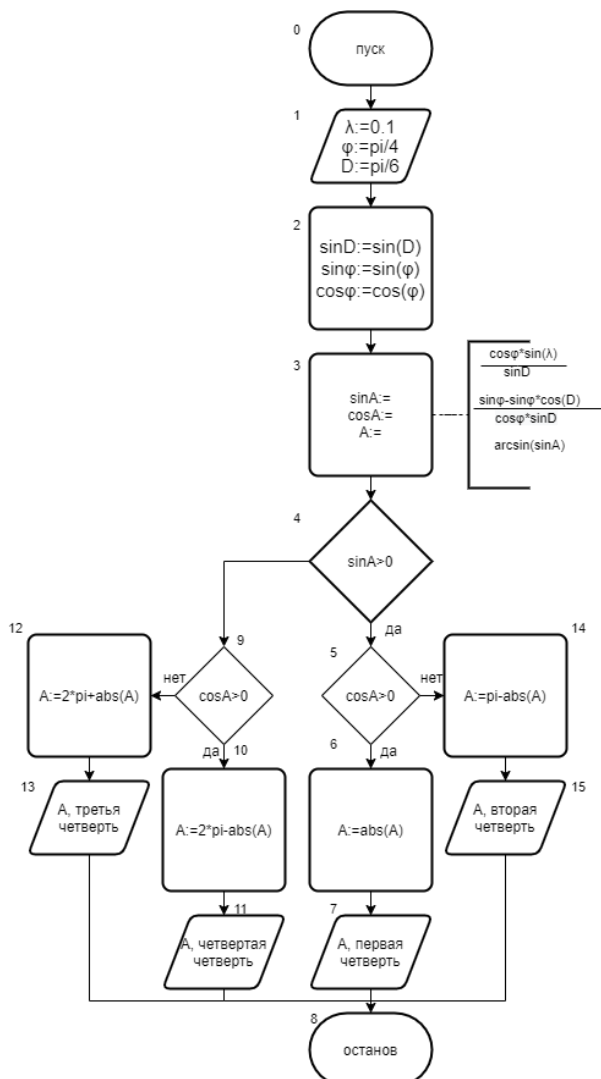 0
пуск
1
λ:=0.1
φ:=pi/4
D:=pi/6
2
sinD:=sin(D)
sinφ:=sin(φ)
cosφ:=cos(φ)
3
sinA:=
cosA:=
A:=
cosφ*sin(λ)
sinD
sinφ-sinφ*cos(D)
cosφ*sinD
arcsin(sinA)
4
sinA>0
да
12
A:=2*pi+abs(A)
9
нет
cosA>0
да
5
cosA>0
нет
да
14
A:=pi-abs(A)
13
А, третья
четверть
10
A:=2*pi-abs(A)
6
A:=abs(A)
15
А, вторая
четверть
11
А, четвертая
четверть
7
А, первая
четверть
8
останов